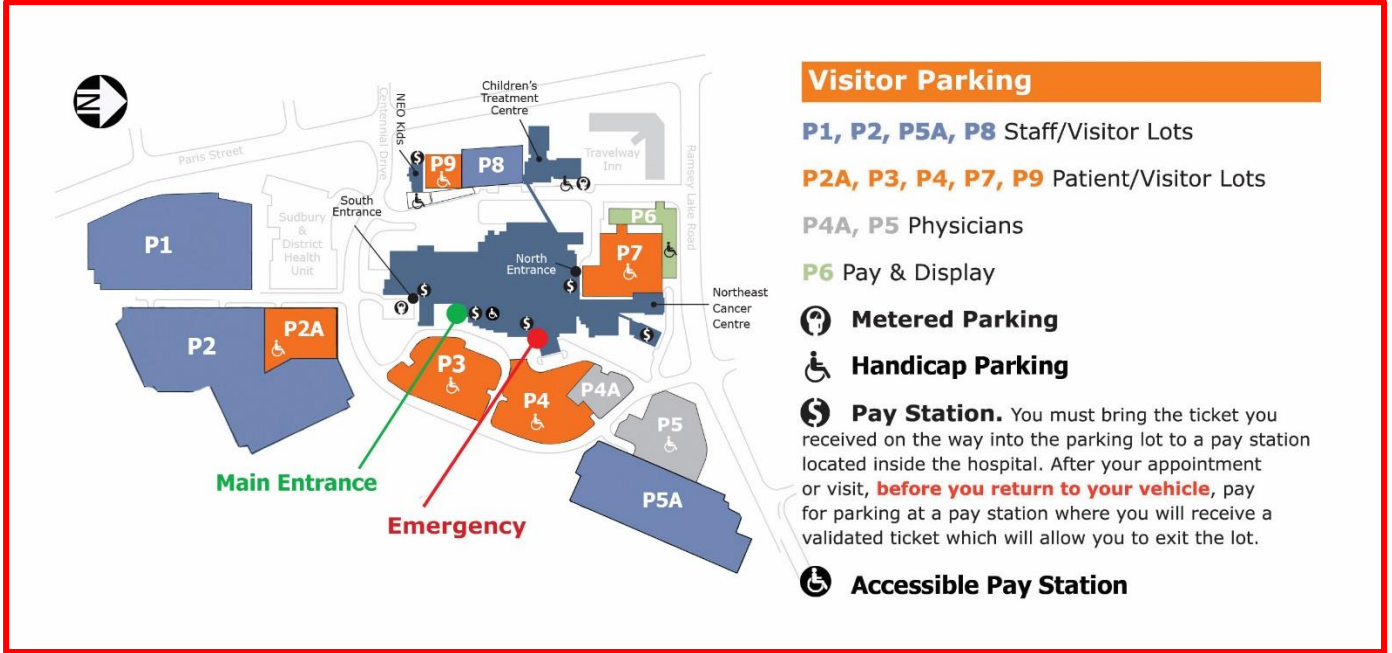 N
Paris Street
Centennial Drive
NEO Kids
Children's
Treatment
Centre
Travelway
Inn
Ramsey Lake Road
P9
P8
South
Entrance
Sudbury
&
District
Health
Unit
P1
P6
P7
North
Entrance
Northeast
Cancer
Centre
P2
P2A
P3
P4
P4A
P5
P5A
Main Entrance
Emergency
Visitor Parking
P1, P2, P5A, P8 Staff/Visitor Lots
P2A, P3, P4, P7, P9 Patient/Visitor Lots
P4A, P5 Physicians
P6 Pay & Display
Metered Parking
Handicap Parking
$ Pay Station. You must bring the ticket you
received on the way into the parking lot to a pay station
located inside the hospital. After your appointment
or visit, before you return to your vehicle, pay
for parking at a pay station where you will receive a
validated ticket which will allow you to exit the lot.
Accessible Pay Station